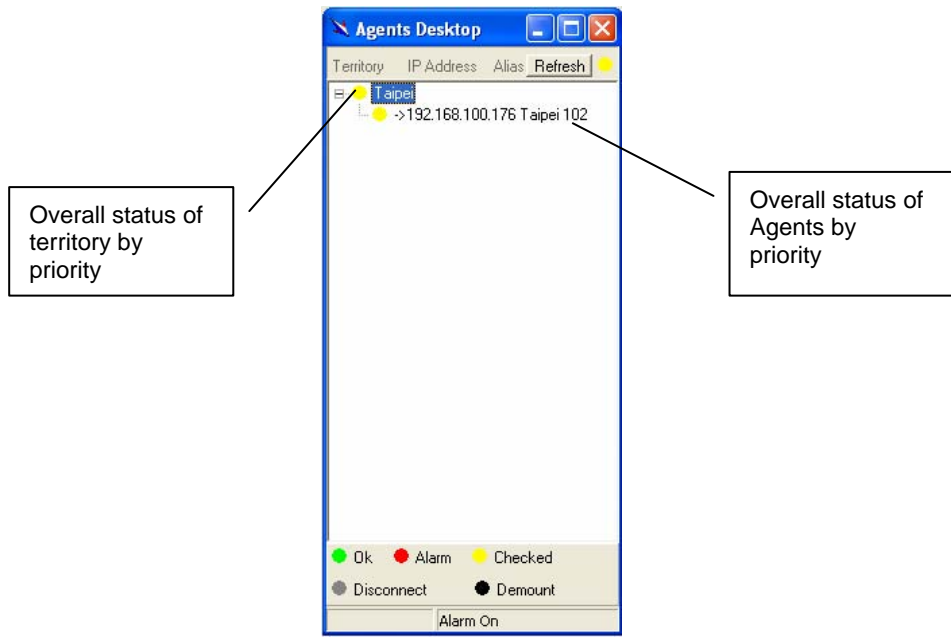 Agents Desktop
Territory IP Address Alias Refresh
Taipei
->192.168.100.176 Taipei 102
Overall status of
territory by
priority
Overall status of
Agents by
priority
Ok Alarm Checked
Disconnect Demount
Alarm On